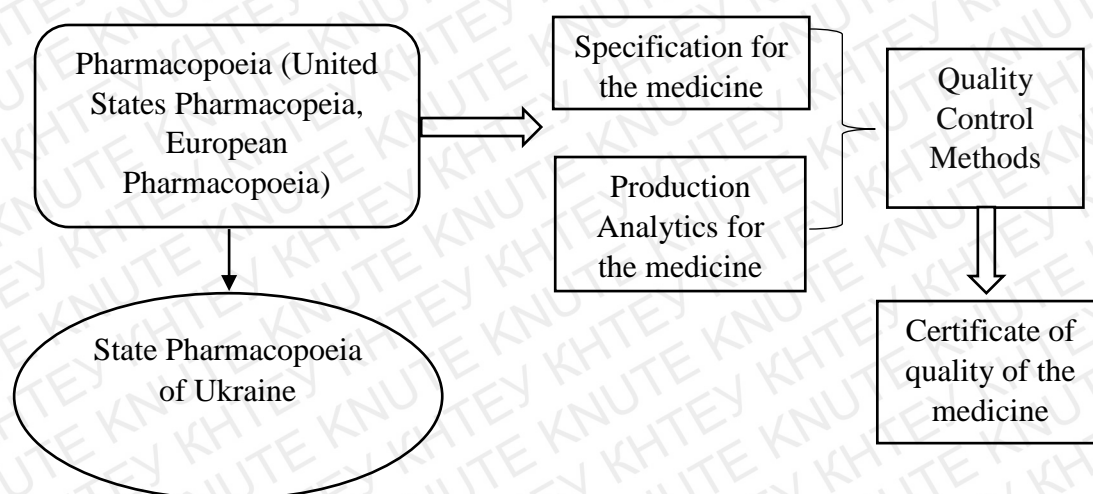 Pharmacopoeia (United
States Pharmacopeia,
European
Pharmacopoeia)
Specification for
the medicine
Production
Analytics for
the medicine
Quality
Control
Methods
State Pharmacopoeia
of Ukraine
Certificate of
quality of the
medicine